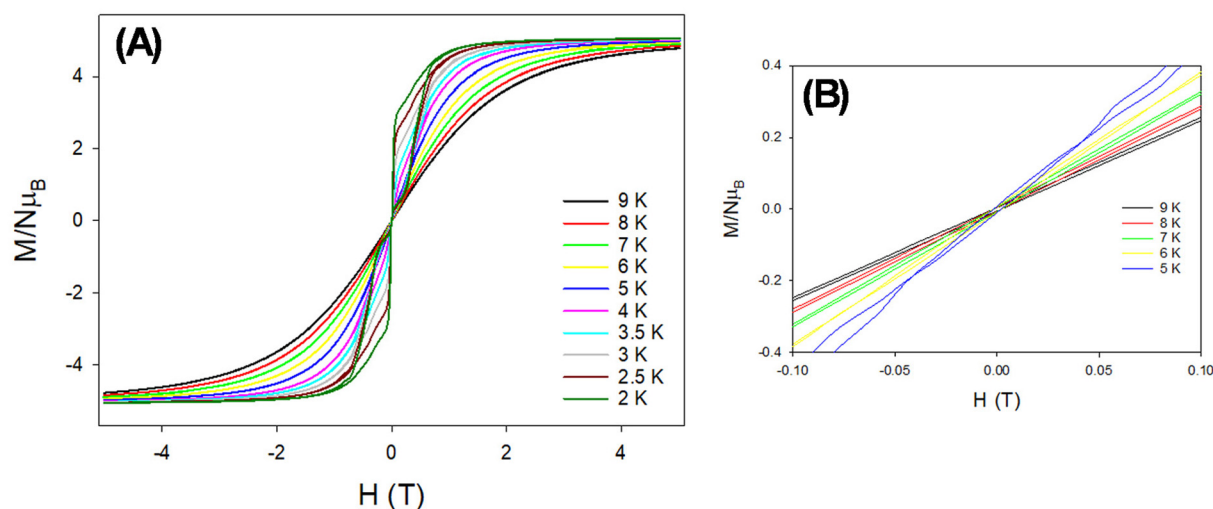 (A)
M/NμB
4
2
0
-2
-4
-4
-2
0
2
4
H (T)
9 K
8 K
7 K
6 K
5 K
4 K
3.5 K
3 K
2.5 K
2 K
(B)
M/NμB
0.4
0.2
0.0
-0.2
-0.4
-0.10
-0.05
0.00
0.05
0.10
H (T)
9 K
8 K
7 K
6 K
5 K